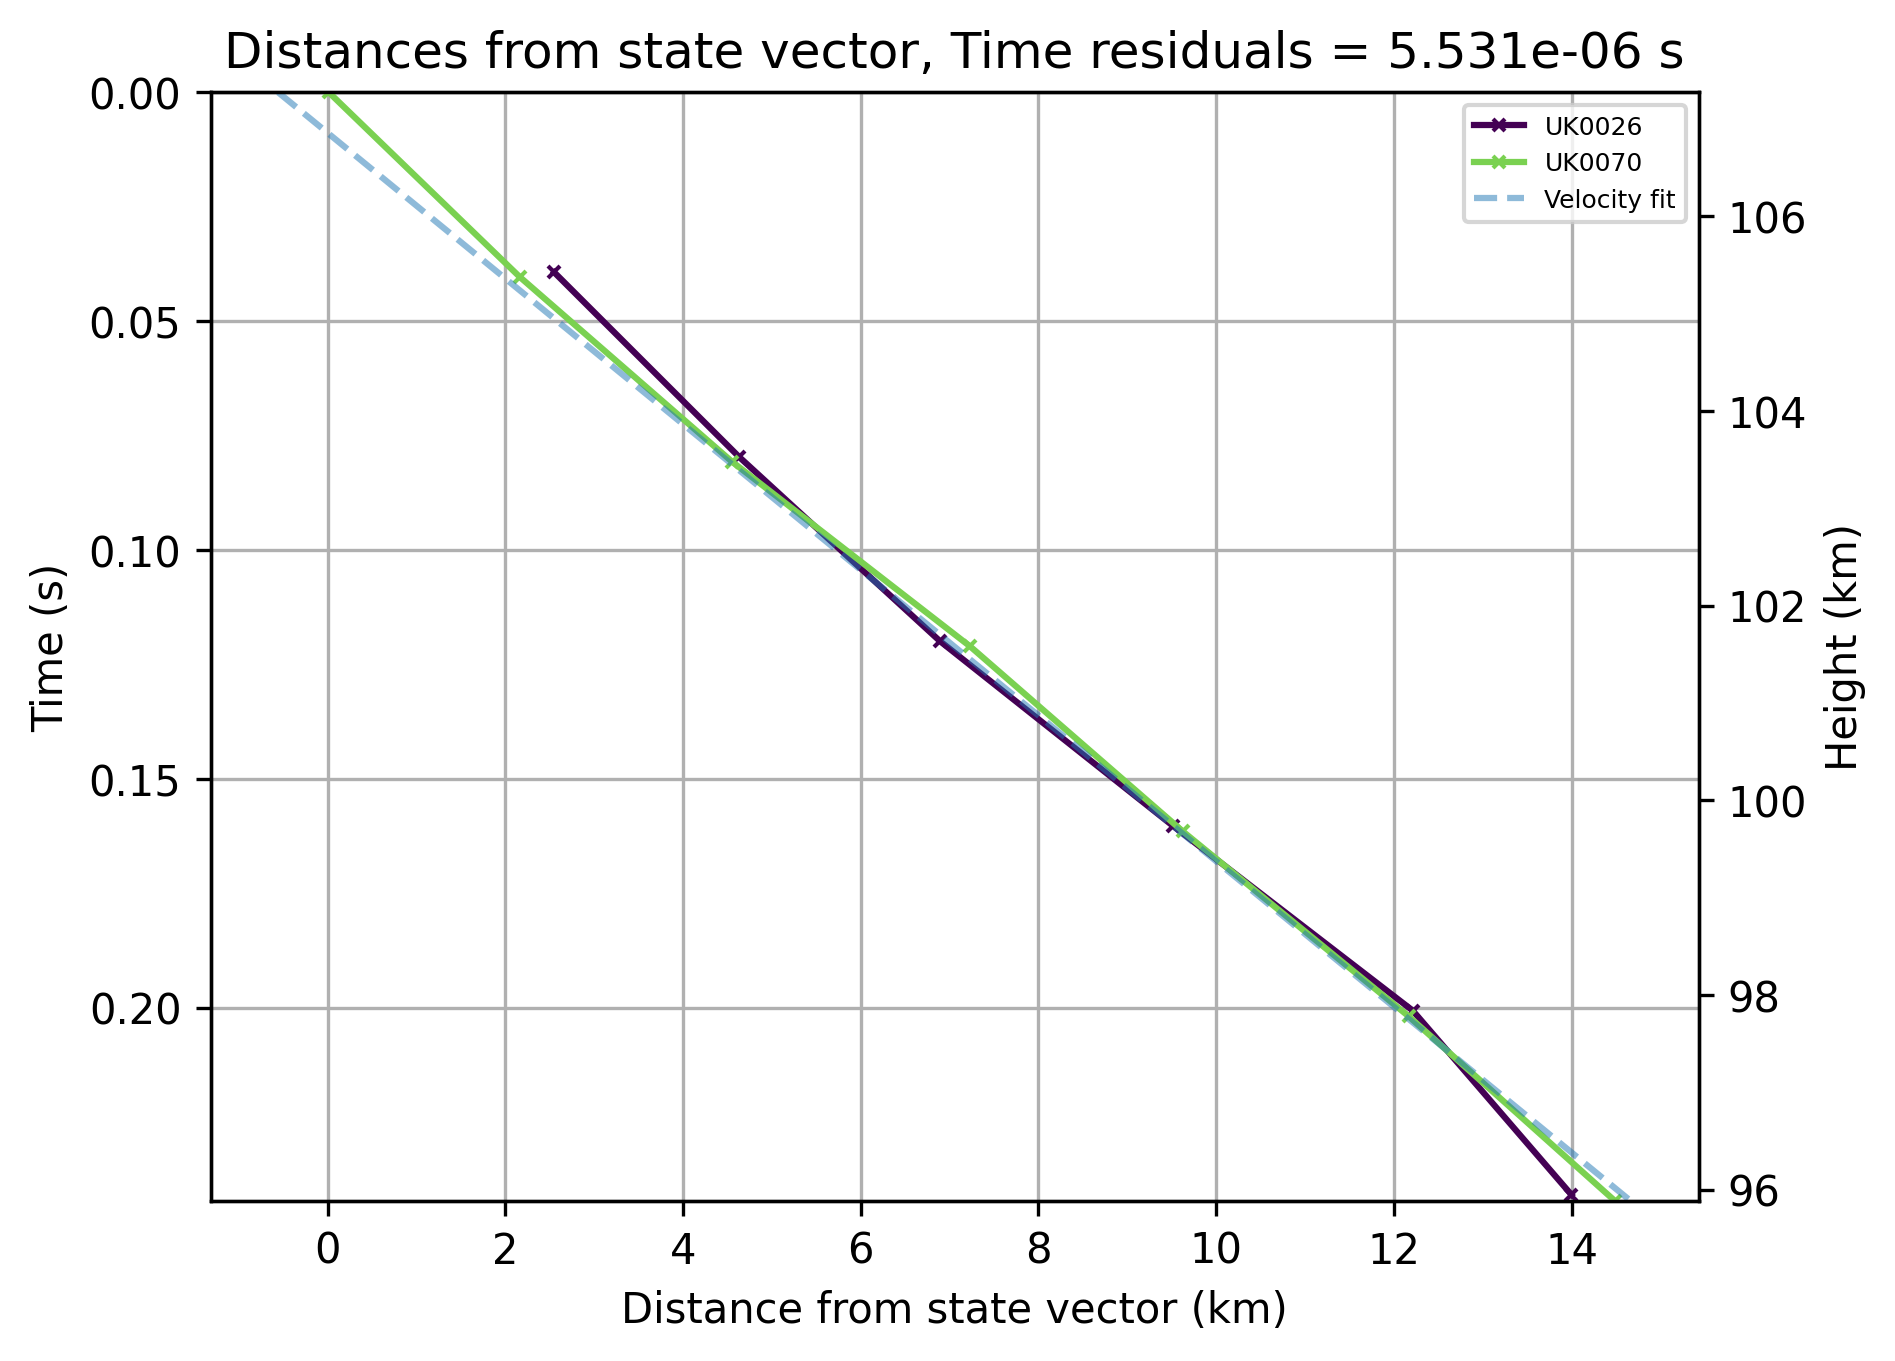 Distances from state vector, Time residuals = 5.531e-06 s
UK0026
UK0070
Velocity fit
Time (s)
0.00
0.05
0.10
0.15
0.20
106
104
102
100
98
96
Height (km)
0 2 4 6 8 10 12 14
Distance from state vector (km)